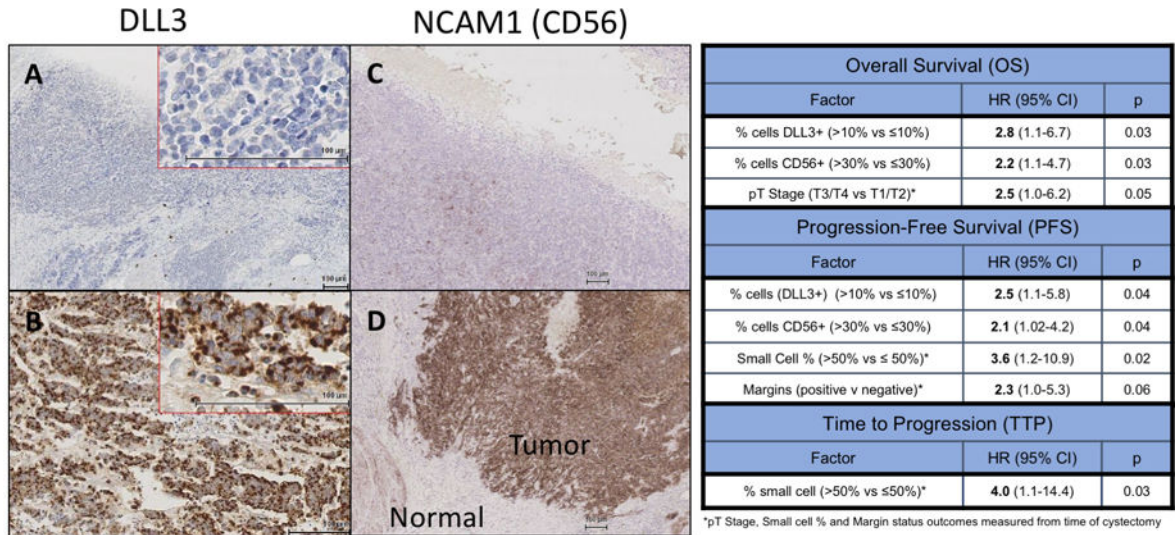 DLL3
NCAM1 (CD56)
A
100 µm
100 µm
C
100 µm
B
100 µm
D
Tumor
Normal
100 µm
Overall Survival (OS)
Factor HR (95% CI) p
% cells DLL3+ (>10% vs ≤10%) 2.8 (1.1-6.7) 0.03
% cells CD56+ (>30% vs ≤30%) 2.2 (1.1-4.7) 0.03
pT Stage (T3/T4 vs T1/T2)* 2.5 (1.0-6.2) 0.05
Progression-Free Survival (PFS)
Factor HR (95% CI) p
% cells (DLL3+) (>10% vs ≤10%) 2.5 (1.1-5.8) 0.04
% cells CD56+ (>30% vs ≤30%) 2.1 (1.02-4.2) 0.04
Small Cell % (>50% vs ≤ 50%)* 3.6 (1.2-10.9) 0.02
Margins (positive v negative)* 2.3 (1.0-5.3) 0.06
Time to Progression (TTP)
Factor HR (95% CI) p
% small cell (>50% vs ≤50%)* 4.0 (1.1-14.4) 0.03
*pT Stage, Small cell % and Margin status outcomes measured from time of cystectomy